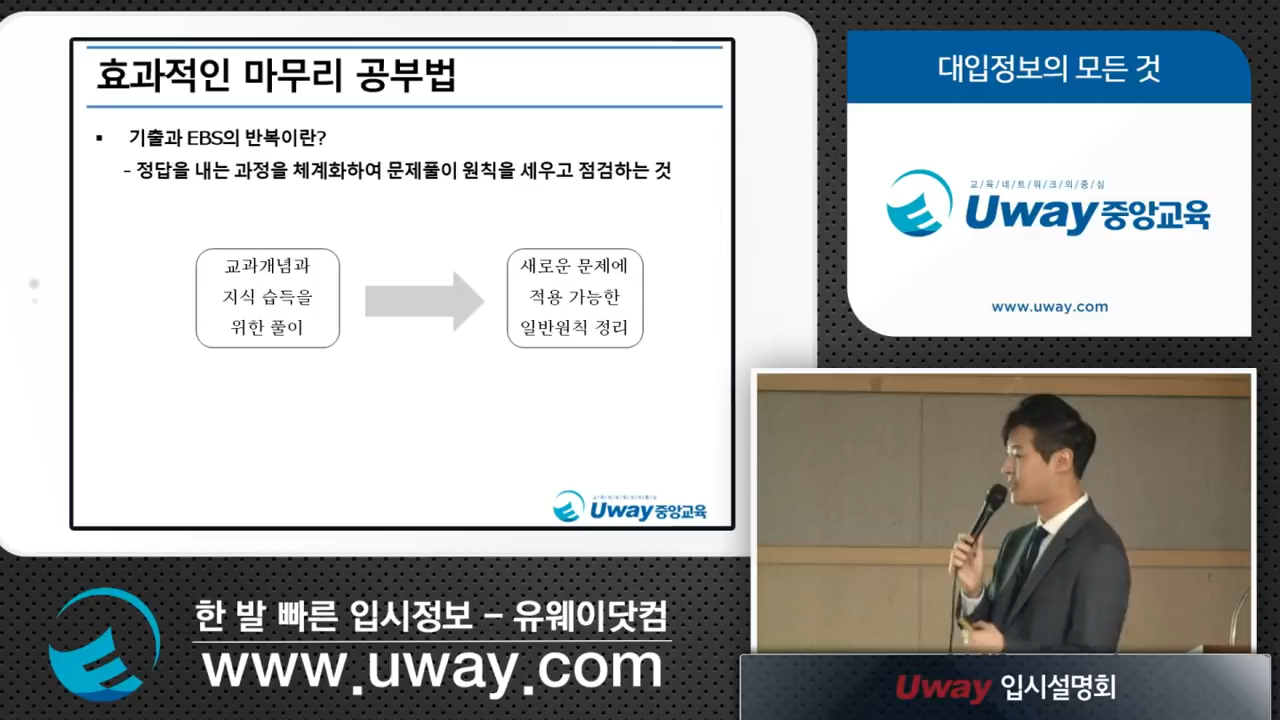 효과적인 마무리 공부법
▪ 기출과 EBS의 반복이란?
- 정답을 내는 과정을 체계화하여 문제풀이 원칙을 세우고 점검하는 것
교과개념과
지식 습득을
위한 풀이
새로운 문제에
적용 가능한
일반원칙 정리
Uway중앙교육
대입정보의 모든 것
교/육/네/트/워/크/의/중/심
Uway중앙교육
www.uway.com
한 발 빠른 입시정보 – 유웨이닷컴
www.uway.com
Uway 입시설명회